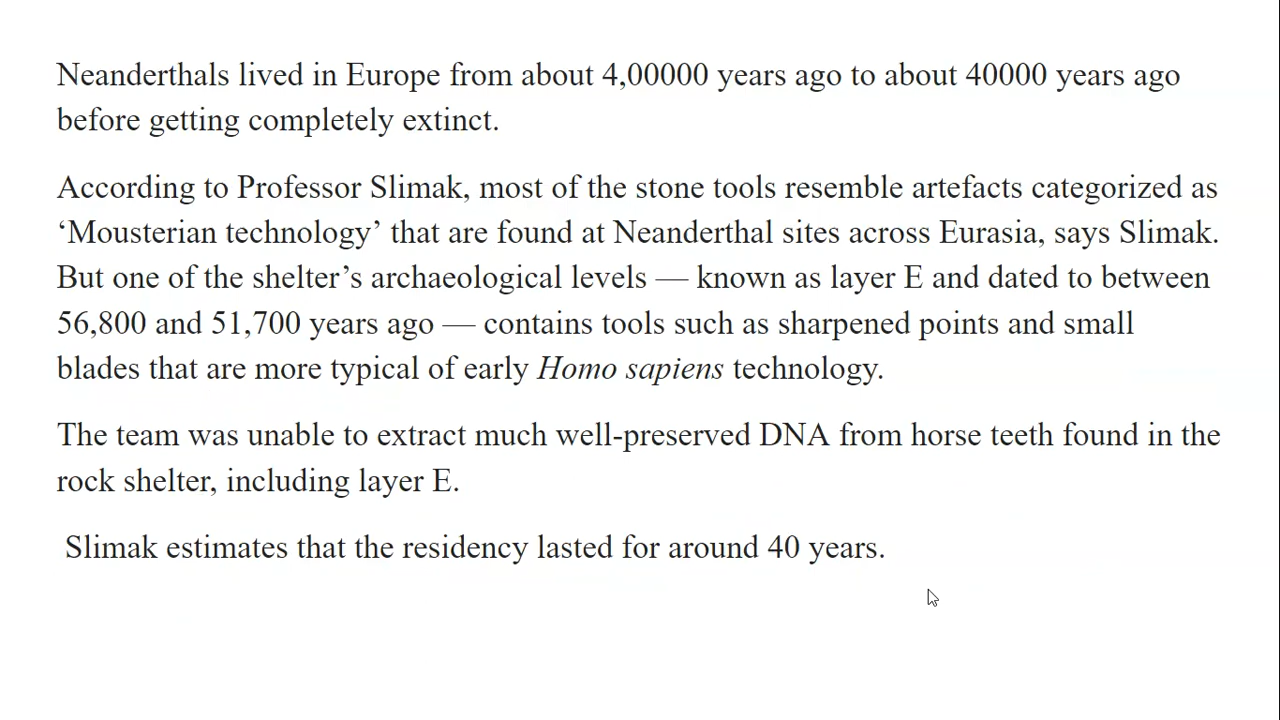 Neanderthals lived in Europe from about 4,00000 years ago to about 40000 years ago
before getting completely extinct.
According to Professor Slimak, most of the stone tools resemble artefacts categorized as
‘Mousterian technology’ that are found at Neanderthal sites across Eurasia, says Slimak.
But one of the shelter’s archaeological levels — known as layer E and dated to between
56,800 and 51,700 years ago — contains tools such as sharpened points and small
blades that are more typical of early Homo sapiens technology.
The team was unable to extract much well-preserved DNA from horse teeth found in the
rock shelter, including layer E.
Slimak estimates that the residency lasted for around 40 years.